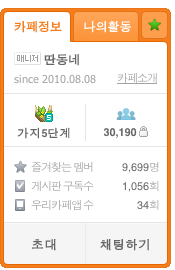 카페정보 나의활동
매니저 딴동네
since 2010.08.08 카페소개
가지5단계 30,190
즐겨찾는 멤버 9,699명
게시판 구독수 1,056회
우리카페앱 수 34회
초대 채팅하기